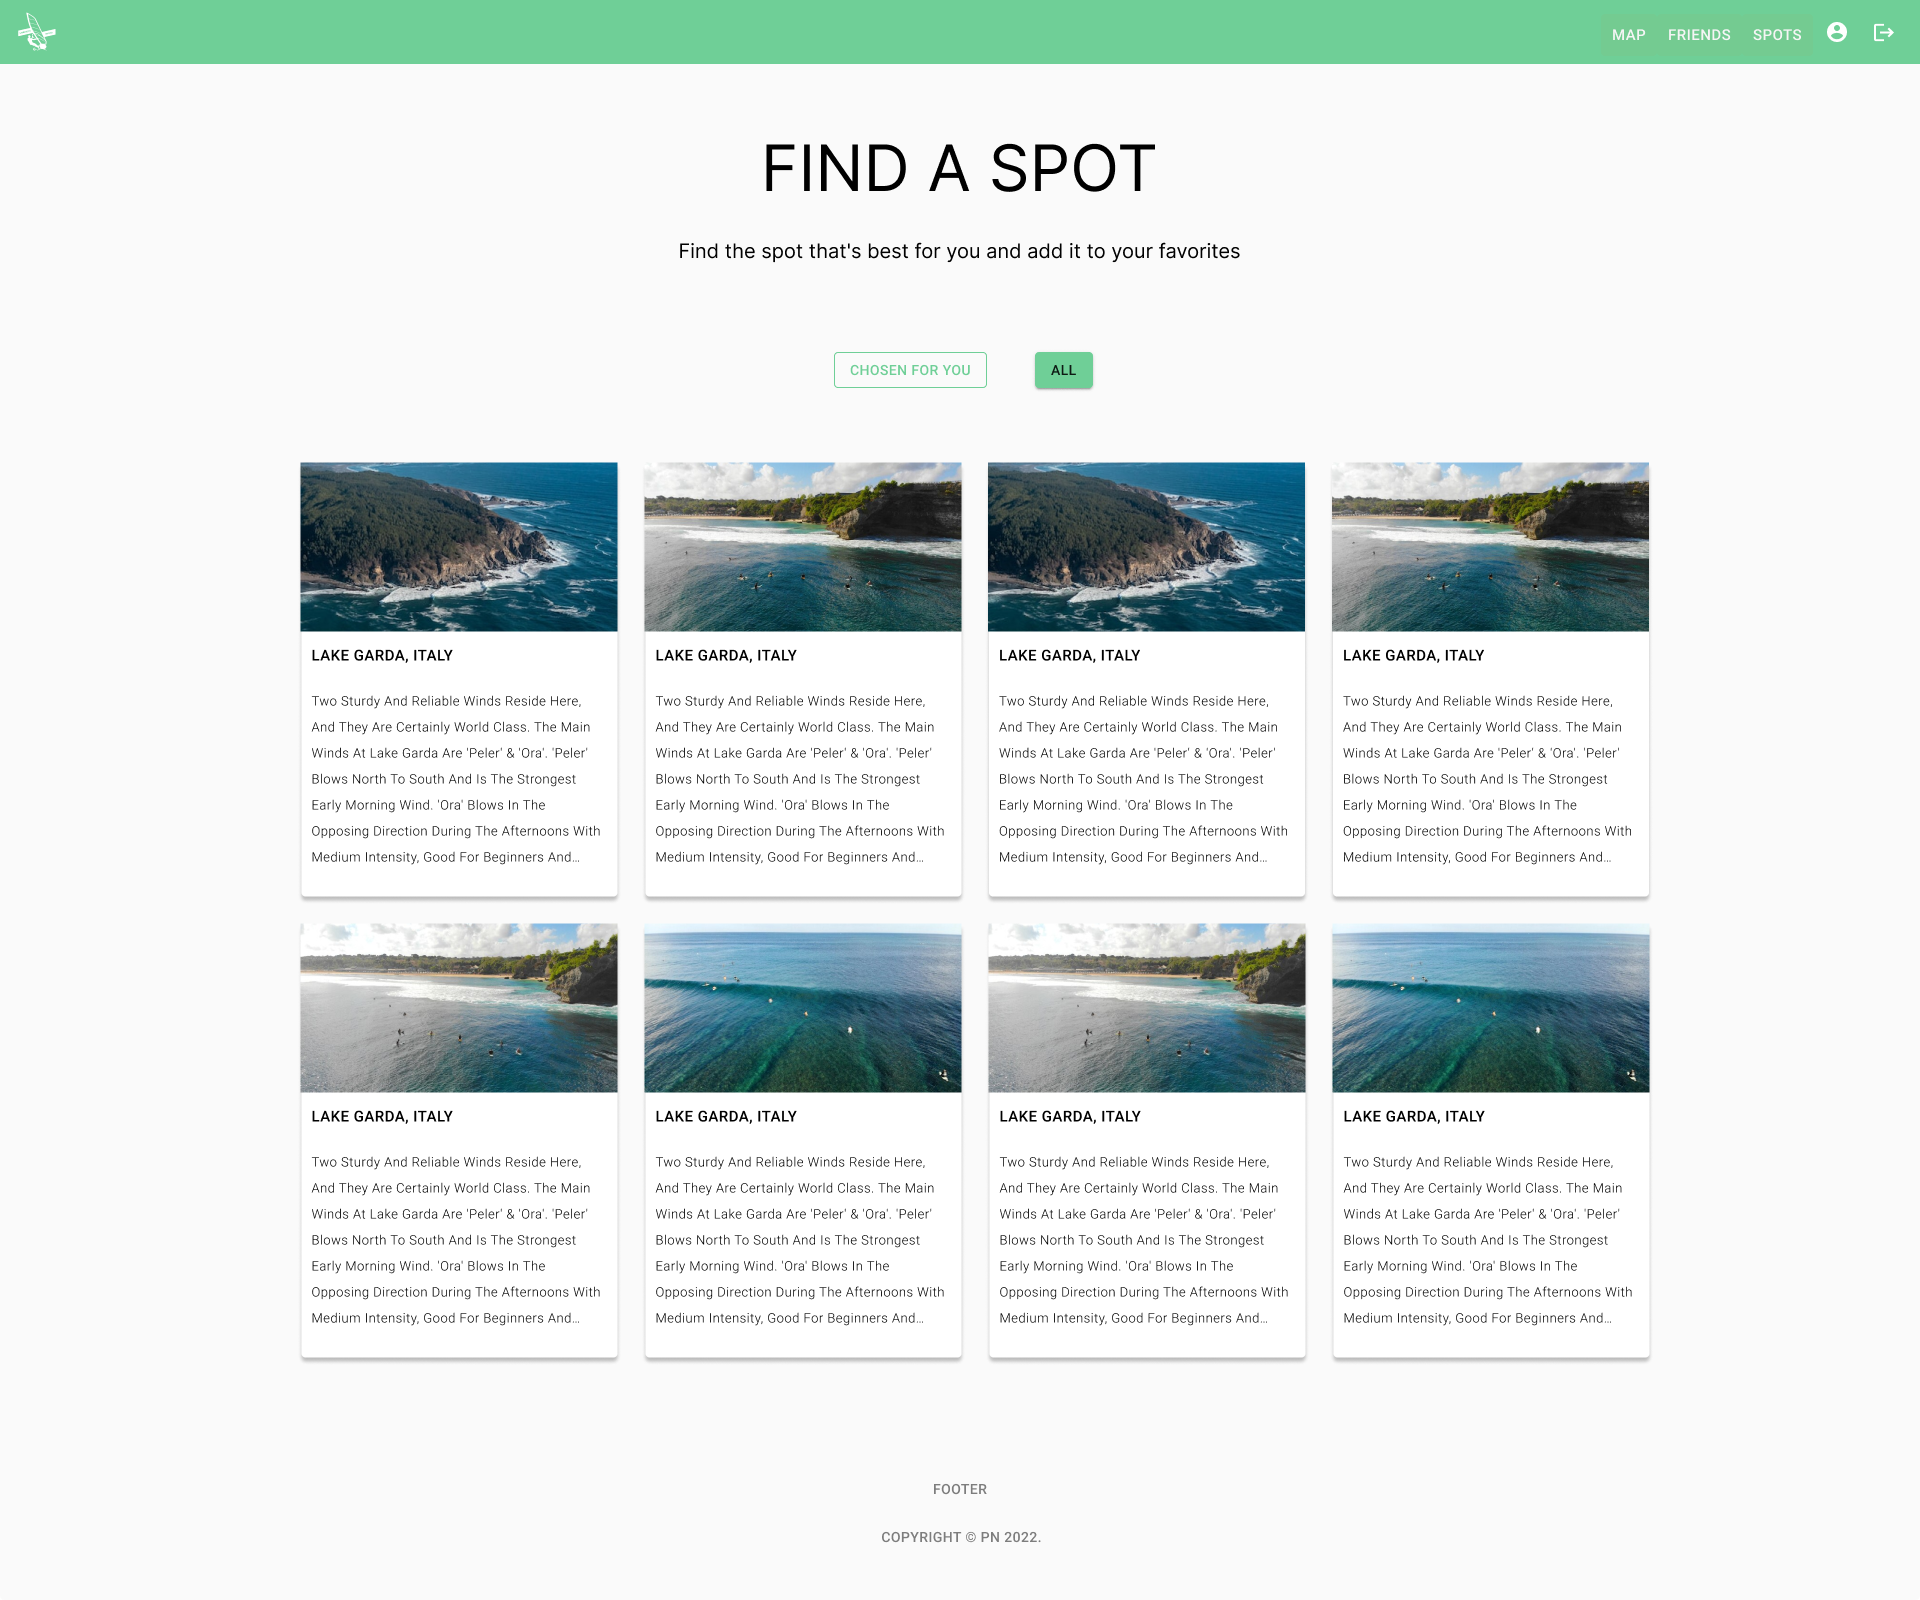 MAP FRIENDS SPOTS
FIND A SPOT
Find the spot that's best for you and add it to your favorites
CHOSEN FOR YOU ALL
LAKE GARDA, ITALY
Two Sturdy And Reliable Winds Reside Here,
And They Are Certainly World Class. The Main
Winds At Lake Garda Are 'Peler' & 'Ora'. 'Peler'
Blows North To South And Is The Strongest
Early Morning Wind. 'Ora' Blows In The
Opposing Direction During The Afternoons With
Medium Intensity, Good For Beginners And...
LAKE GARDA, ITALY
Two Sturdy And Reliable Winds Reside Here,
And They Are Certainly World Class. The Main
Winds At Lake Garda Are 'Peler' & 'Ora'. 'Peler'
Blows North To South And Is The Strongest
Early Morning Wind. 'Ora' Blows In The
Opposing Direction During The Afternoons With
Medium Intensity, Good For Beginners And...
LAKE GARDA, ITALY
Two Sturdy And Reliable Winds Reside Here,
And They Are Certainly World Class. The Main
Winds At Lake Garda Are 'Peler' & 'Ora'. 'Peler'
Blows North To South And Is The Strongest
Early Morning Wind. 'Ora' Blows In The
Opposing Direction During The Afternoons With
Medium Intensity, Good For Beginners And...
LAKE GARDA, ITALY
Two Sturdy And Reliable Winds Reside Here,
And They Are Certainly World Class. The Main
Winds At Lake Garda Are 'Peler' & 'Ora'. 'Peler'
Blows North To South And Is The Strongest
Early Morning Wind. 'Ora' Blows In The
Opposing Direction During The Afternoons With
Medium Intensity, Good For Beginners And...
LAKE GARDA, ITALY
Two Sturdy And Reliable Winds Reside Here,
And They Are Certainly World Class. The Main
Winds At Lake Garda Are 'Peler' & 'Ora'. 'Peler'
Blows North To South And Is The Strongest
Early Morning Wind. 'Ora' Blows In The
Opposing Direction During The Afternoons With
Medium Intensity, Good For Beginners And...
LAKE GARDA, ITALY
Two Sturdy And Reliable Winds Reside Here,
And They Are Certainly World Class. The Main
Winds At Lake Garda Are 'Peler' & 'Ora'. 'Peler'
Blows North To South And Is The Strongest
Early Morning Wind. 'Ora' Blows In The
Opposing Direction During The Afternoons With
Medium Intensity, Good For Beginners And...
LAKE GARDA, ITALY
Two Sturdy And Reliable Winds Reside Here,
And They Are Certainly World Class. The Main
Winds At Lake Garda Are 'Peler' & 'Ora'. 'Peler'
Blows North To South And Is The Strongest
Early Morning Wind. 'Ora' Blows In The
Opposing Direction During The Afternoons With
Medium Intensity, Good For Beginners And...
LAKE GARDA, ITALY
Two Sturdy And Reliable Winds Reside Here,
And They Are Certainly World Class. The Main
Winds At Lake Garda Are 'Peler' & 'Ora'. 'Peler'
Blows North To South And Is The Strongest
Early Morning Wind. 'Ora' Blows In The
Opposing Direction During The Afternoons With
Medium Intensity, Good For Beginners And...
FOOTER
COPYRIGHT © PN 2022.